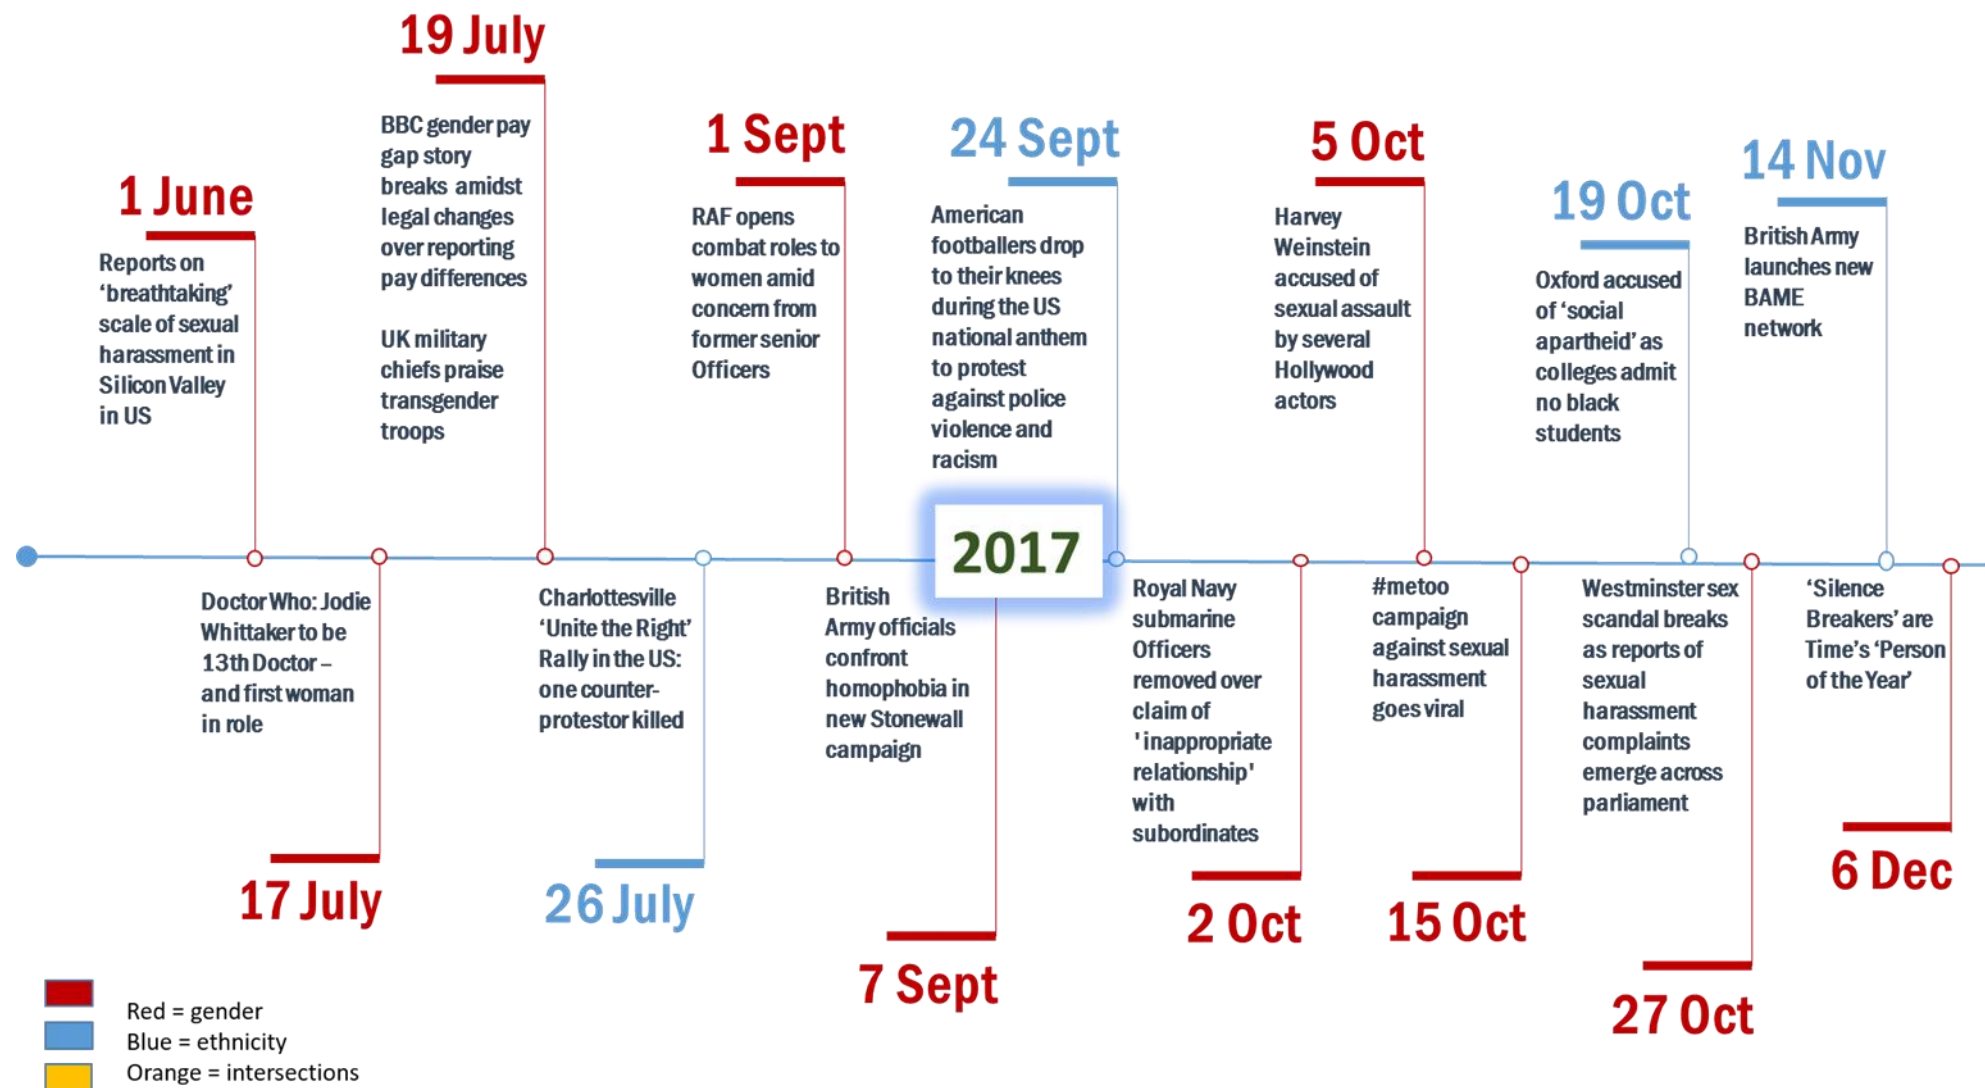 19 July
BBC gender pay
gap story
breaks amidst
legal changes
over reporting
pay differences
UK military
chiefs praise
transgender
troops
1 June
Reports on
‘breathtaking’
scale of sexual
harassment in
Silicon Valley
in US
1 Sept
RAF opens
combat roles to
women amid
concern from
former senior
Officers
24 Sept
American
footballers drop
to their knees
during the US
national anthem
to protest
against police
violence and
racism
5 Oct
Harvey
Weinstein
accused of
sexual assault
by several
Hollywood
actors
19 Oct
Oxford accused
of ‘social
apartheid’ as
colleges admit
no black
students
14 Nov
British Army
launches new
BAME
network
2017
Doctor Who: Jodie
Whittaker to be
13th Doctor –
and first woman
in role
17 July
Charlottesville
‘Unite the Right’
Rally in the US:
one counter-
protestor killed
26 July
British
Army officials
confront
homophobia in
new Stonewall
campaign
7 Sept
Royal Navy
submarine
Officers
removed over
claim of
'inappropriate
relationship'
with
subordinates
2 Oct
#metoo
campaign
against sexual
harassment
goes viral
15 Oct
Westminster sex
scandal breaks
as reports of
sexual
harassment
complaints
emerge across
parliament
27 Oct
‘Silence
Breakers’ are
Time’s ‘Person
of the Year’
6 Dec
Red = gender
Blue = ethnicity
Orange = intersections